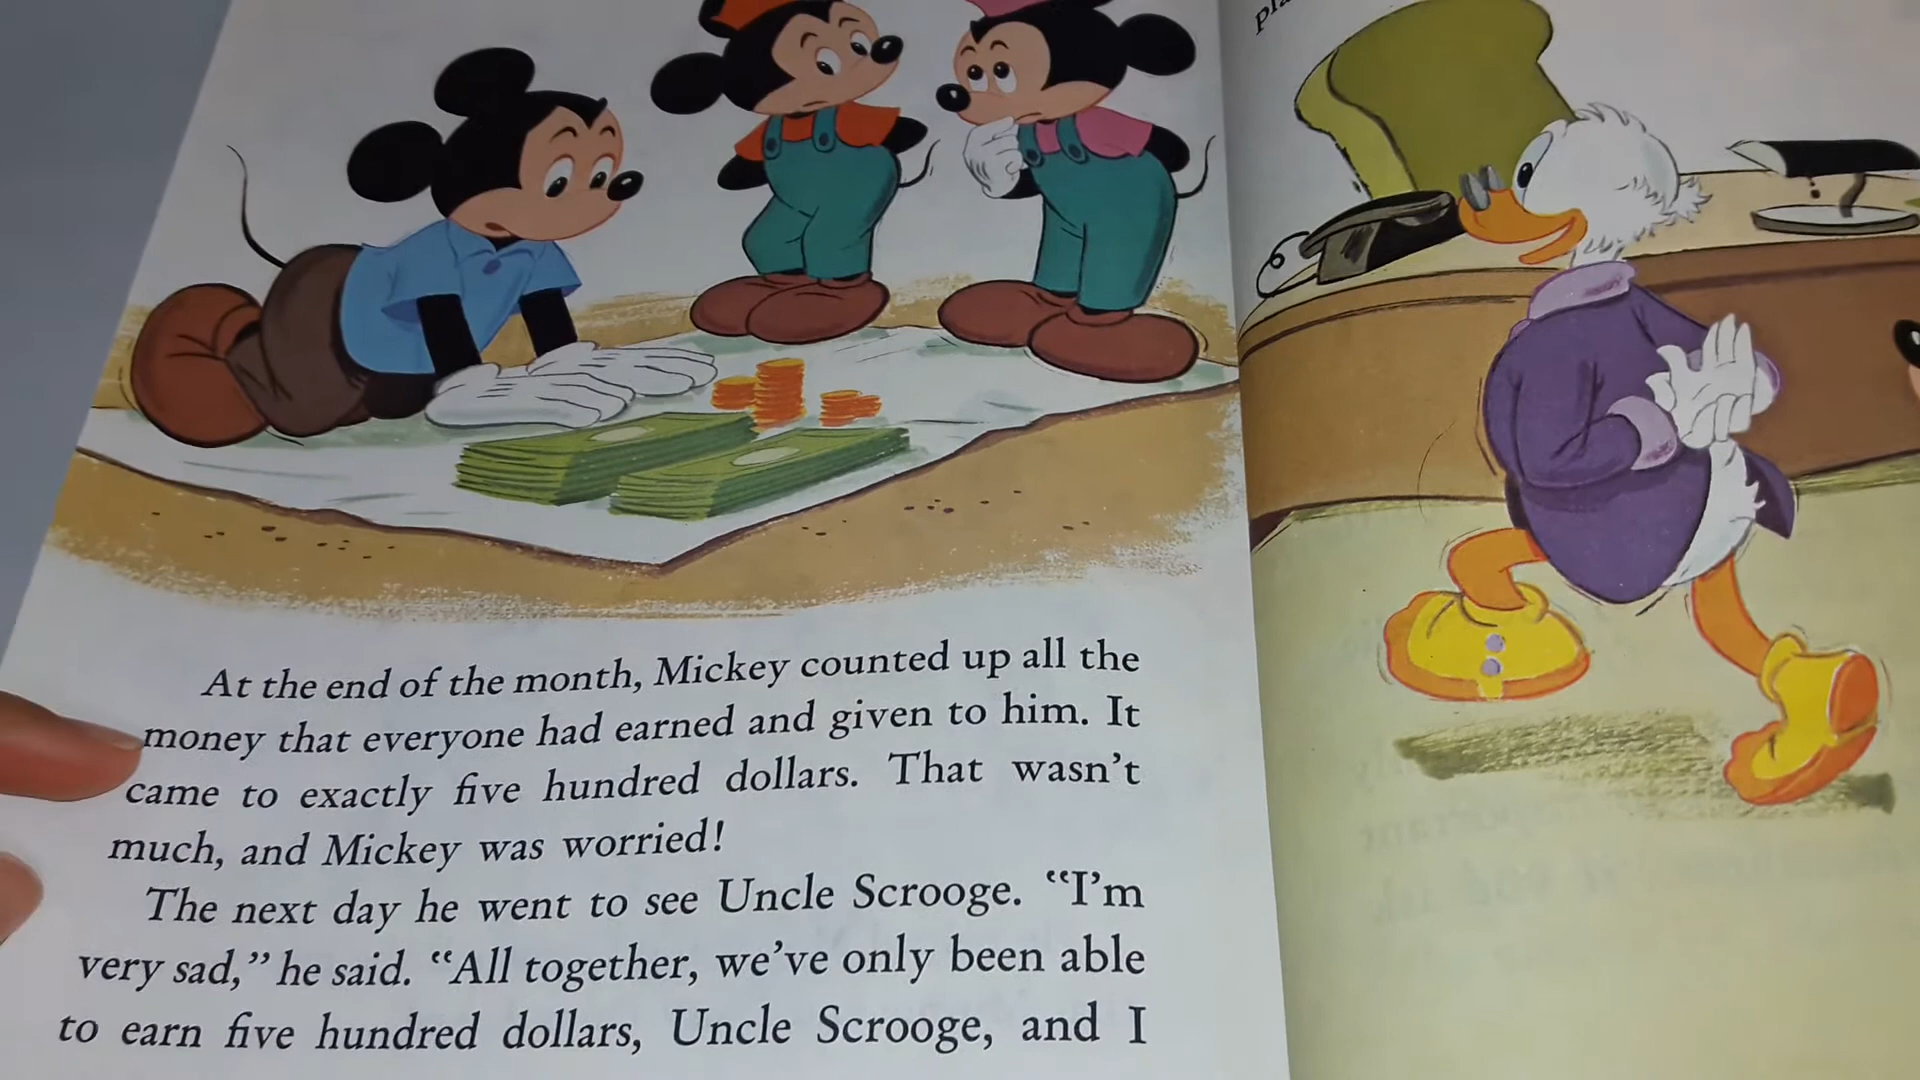 At the end of the month, Mickey counted up all the
money that everyone had earned and given to him. It
came to exactly five hundred dollars. That wasn't
much, and Mickey was worried!
The next day he went to see Uncle Scrooge. "I'm
very sad," he said. "All together, we've only been able
to earn five hundred dollars, Uncle Scrooge, and I